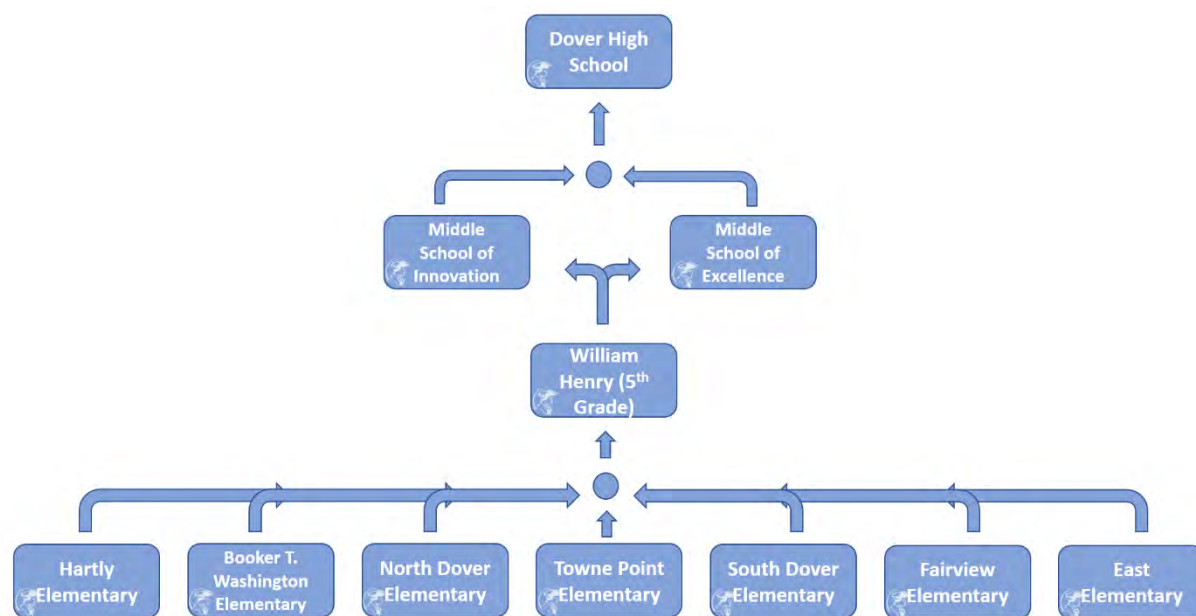 Dover High
School
Middle
School of
Innovation
Middle
School of
Excellence
William
Henry (5th
Grade)
Hartly
Elementary
Booker T.
Washington
Elementary
North Dover
Elementary
Towne Point
Elementary
South Dover
Elementary
Fairview
Elementary
East
Elementary